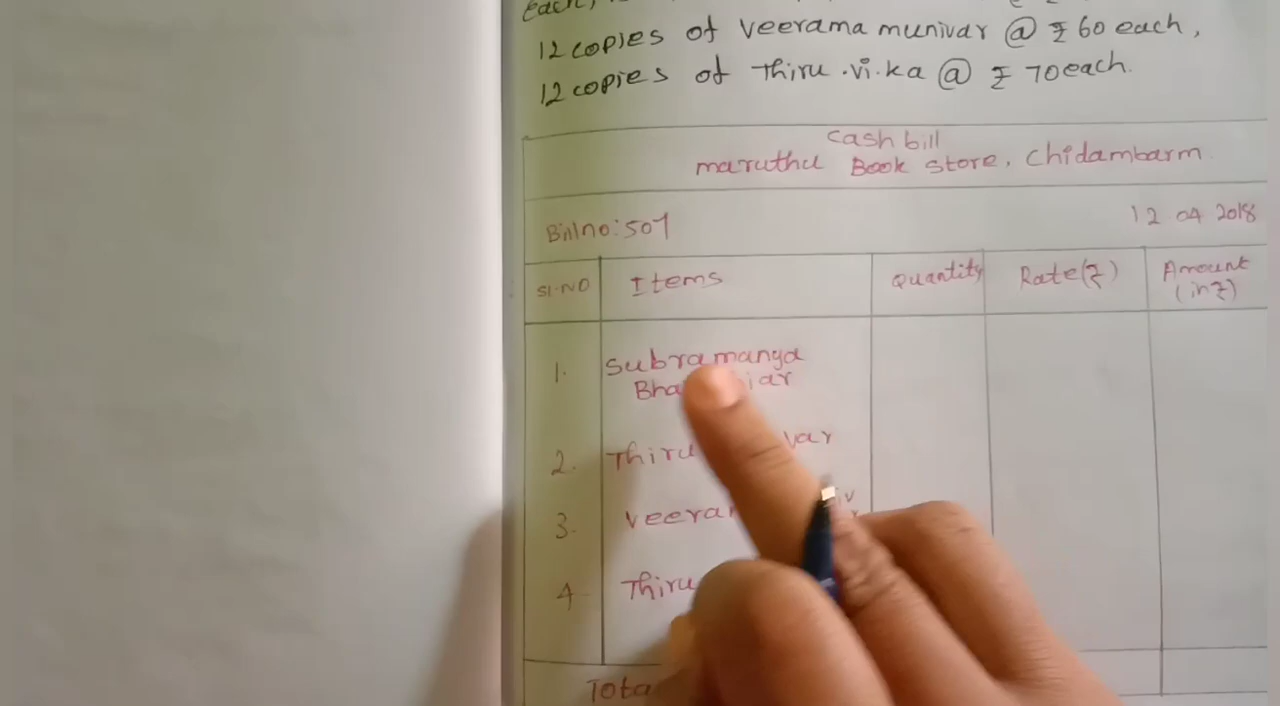 each,
12 copies of Veerama munivar @ ₹ 60 each,
12 copies of Thiru.vi.ka @ ₹ 70 each.
Cash bill
maruthu Book store, Chidambarm
Bill no: 507
12 04 2018
Sl.NO Items Quantity Rate(₹) Amount (in ₹)
1. Subramanya
2. Thiru
3.
4. Thiru